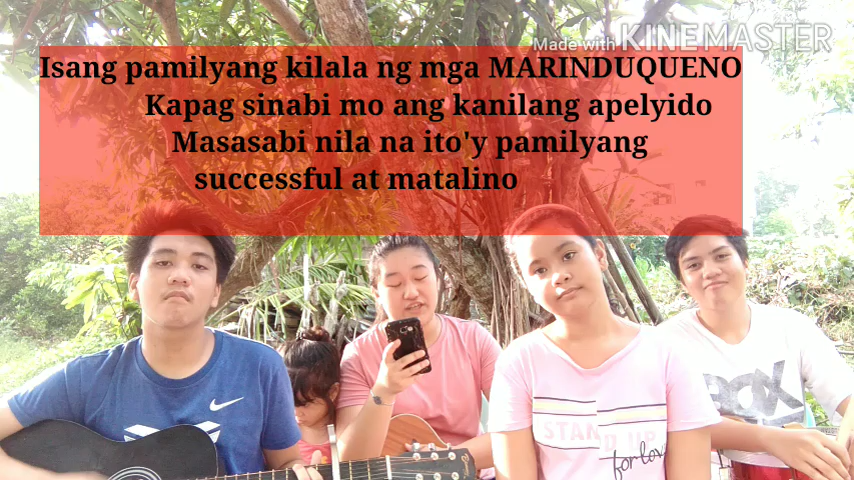 Made with KINEMASTER
Isang pamilyang kilala ng mga MARINDUQUENO
Kapag sinabi mo ang kanilang apelyido
Masasabi nila na ito'y pamilyang
successful at matalino
STAND UP
for love